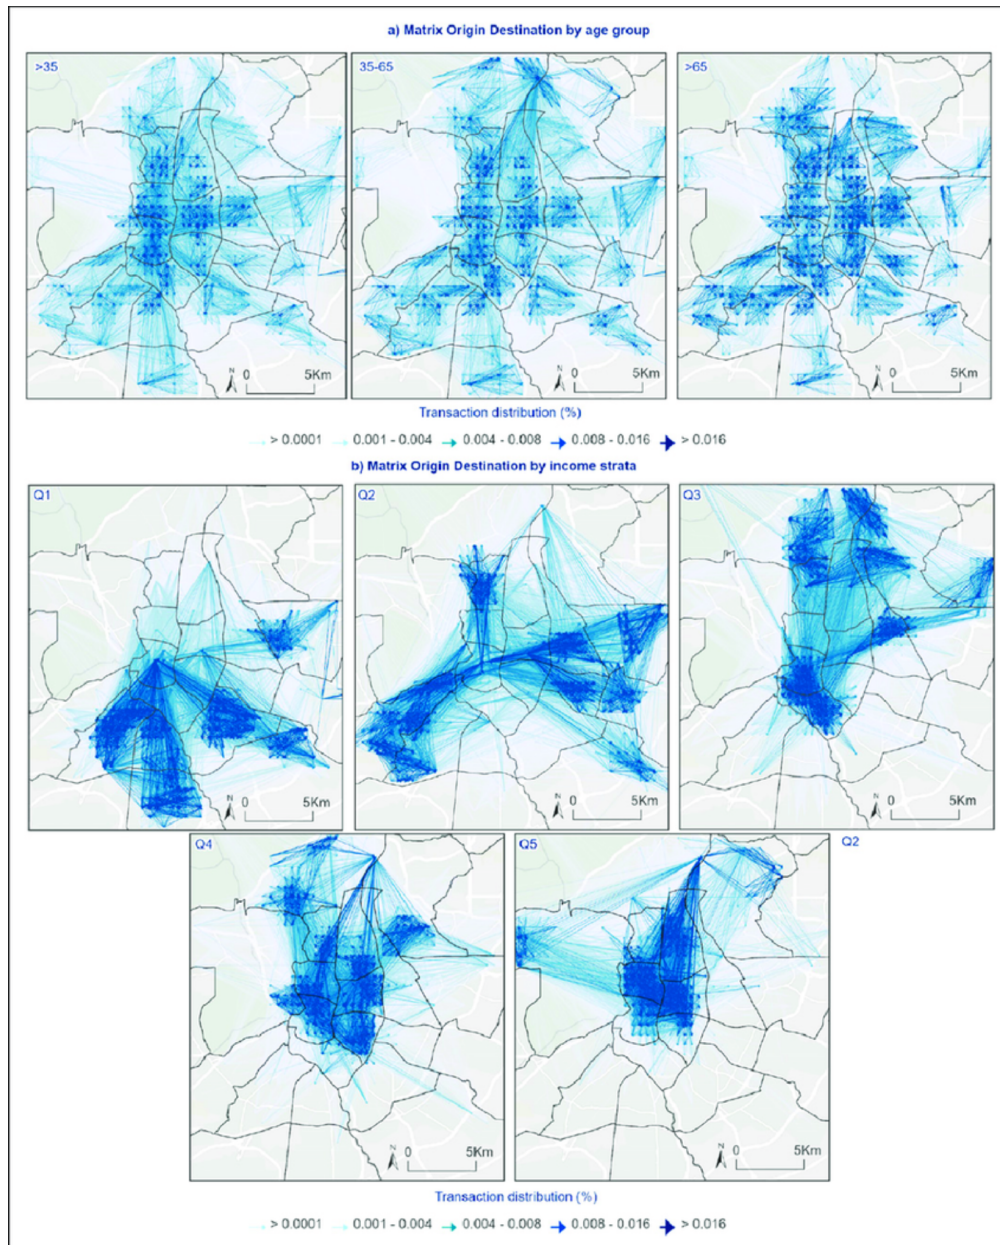 a) Matrix Origin Destination by age group
>35 35-65 >65
N 0 5Km N 0 5Km N 0 5Km
Transaction distribution (%)
> 0.0001 0.001 - 0.004 0.004 - 0.008 0.008 - 0.016 > 0.016
b) Matrix Origin Destination by income strata
Q1 Q2 Q3
N 0 5Km N 0 5Km N 0 5Km
Q4 Q5 Q2
N 0 5Km N 0 5Km
Transaction distribution (%)
> 0.0001 0.001 - 0.004 0.004 - 0.008 0.008 - 0.016 > 0.016